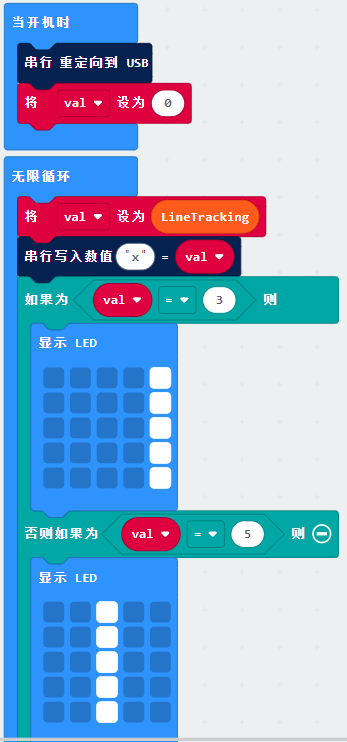 当开机时
串行 重定向到 USB
将 val 设为 0
无限循环
将 val 设为 LineTracking
串行写入数值 "x" = val
如果为 val = 3 则
显示 LED
否则如果为 val = 5 则
显示 LED